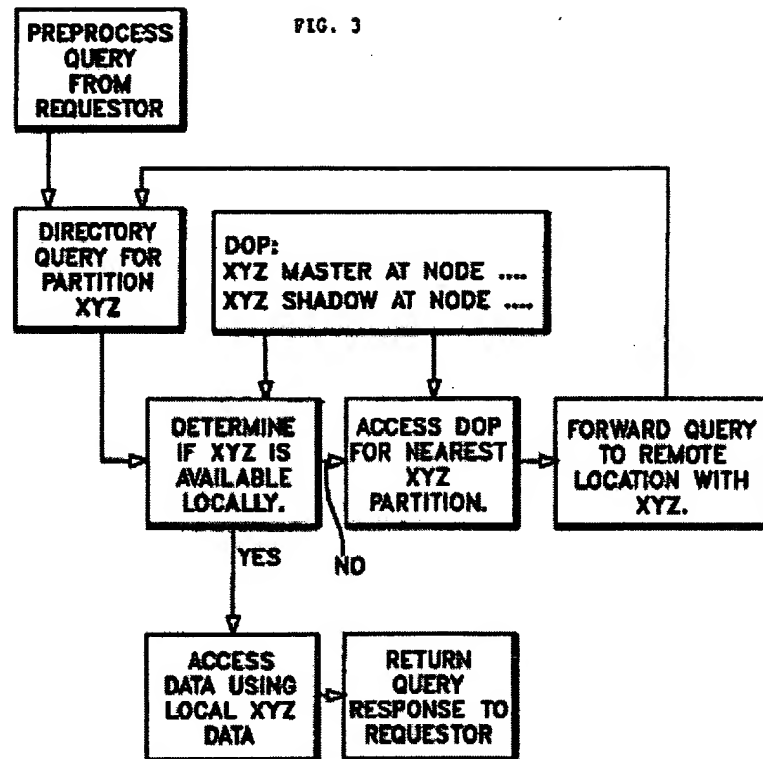 FIG. 3
PREPROCESS
QUERY
FROM
REQUESTOR
DIRECTORY
QUERY FOR
PARTITION
XYZ
DOP:
XYZ MASTER AT NODE ....
XYZ SHADOW AT NODE ....
DETERMINE
IF XYZ IS
AVAILABLE
LOCALLY.
ACCESS DOP
FOR NEAREST
XYZ
PARTITION.
FORWARD QUERY
TO REMOTE
LOCATION WITH
XYZ.
YES
NO
ACCESS
DATA USING
LOCAL XYZ
DATA
RETURN
QUERY
RESPONSE TO
REQUESTOR